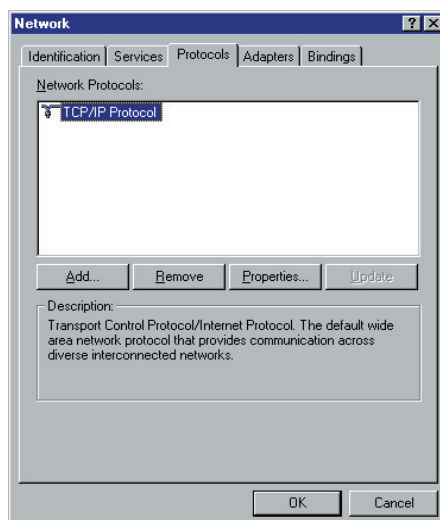 Network
Identification Services Protocols Adapters Bindings
Network Protocols:
TCP/IP Protocol
Add... Remove Properties... Update
Description:
Transport Control Protocol/Internet Protocol. The default wide
area network protocol that provides communication across
diverse interconnected networks.
OK Cancel